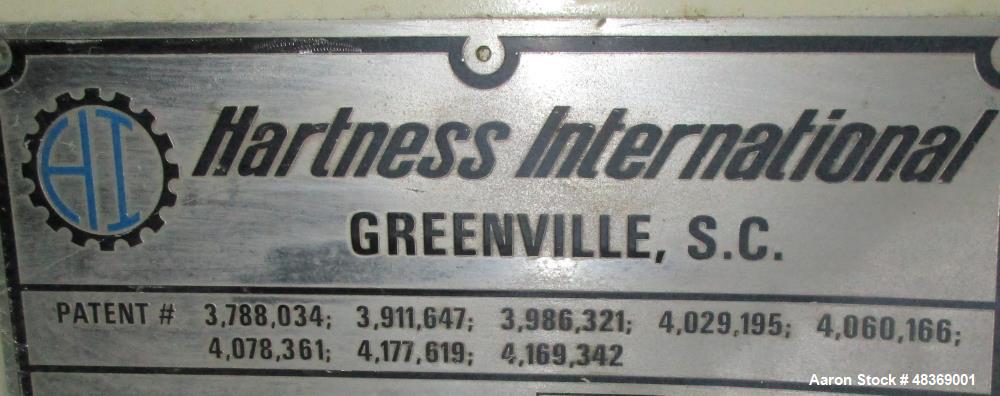 HI
Hartness International
GREENVILLE, S.C.
PATENT # 3,788,034; 3,911,647; 3,986,321; 4,029,195; 4,060,166;
4,078,361; 4,177,619; 4,169,342
Aaron Stock # 48369001